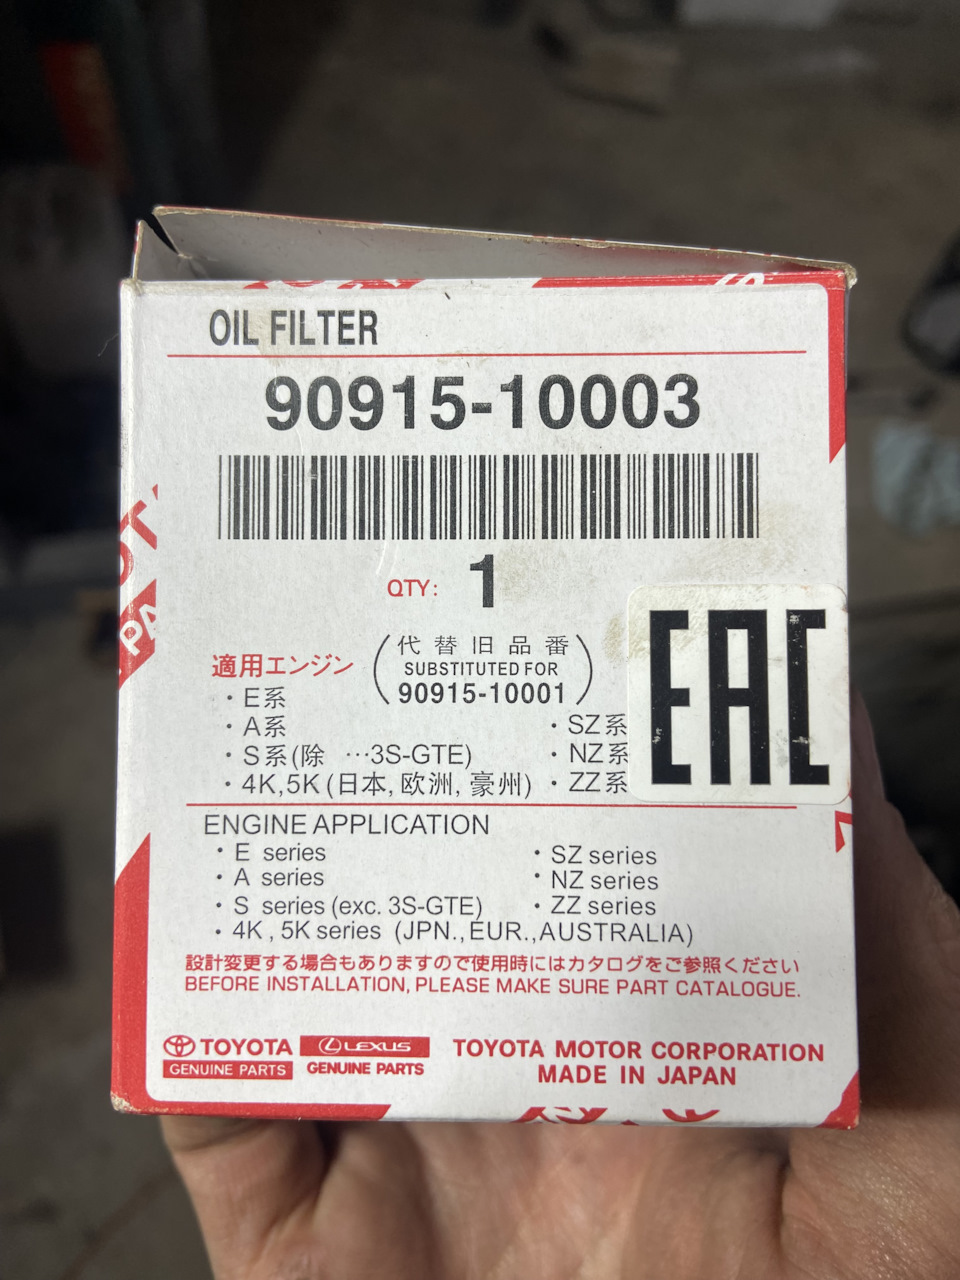 OIL FILTER
90915-10003
QTY: 1
代替旧品番
SUBSTITUTED FOR
90915-10001
適用エンジン
・E系
・A系
・S系(除 …3S-GTE)
・4K,5K(日本,欧洲,豪州)
・SZ系
・NZ系
・ZZ系
EAC
ENGINE APPLICATION
・E series
・A series
・S series (exc. 3S-GTE)
・4K,5K series (JPN.,EUR.,AUSTRALIA)
・SZ series
・NZ series
・ZZ series
設計変更する場合もありますので使用時にはカタログをご参照ください
BEFORE INSTALLATION, PLEASE MAKE SURE PART CATALOGUE.
TOYOTA
GENUINE PARTS
LEXUS
GENUINE PARTS
TOYOTA MOTOR CORPORATION
MADE IN JAPAN